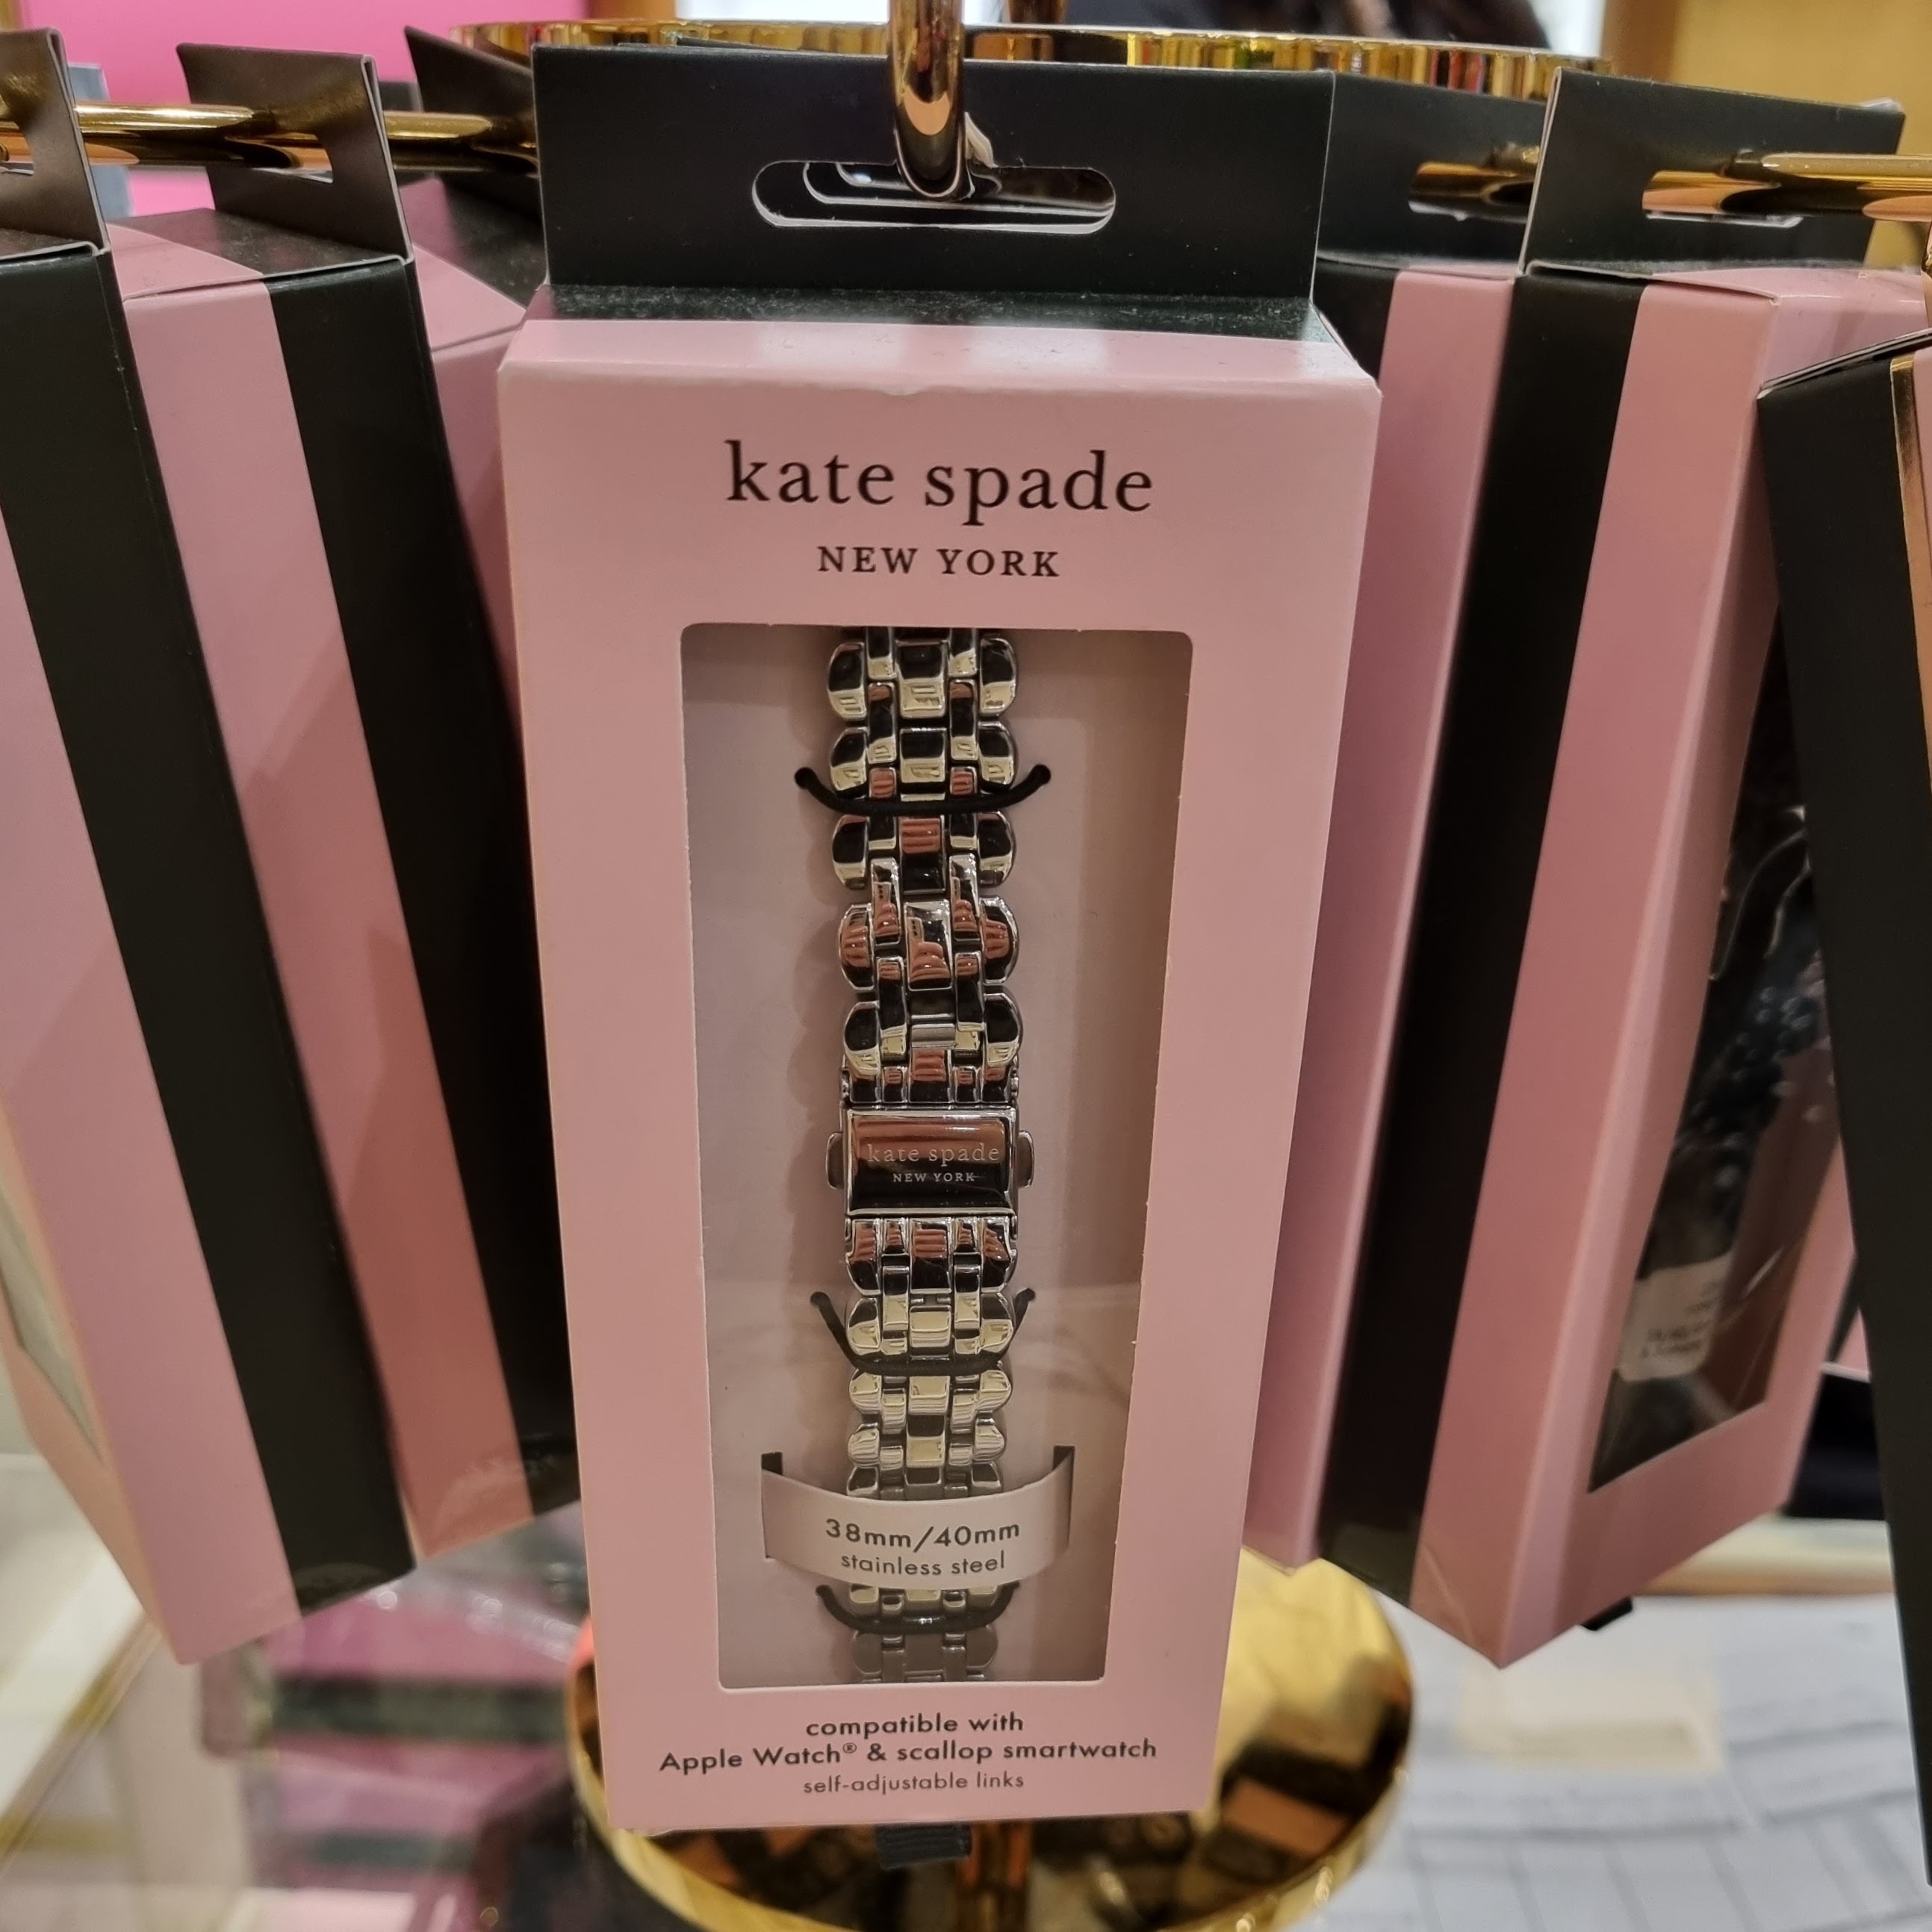 kate spade
NEW YORK
kate spade
NEW YORK
38mm/40mm
stainless steel
compatible with
Apple Watch® & scallop smartwatch
self-adjustable links